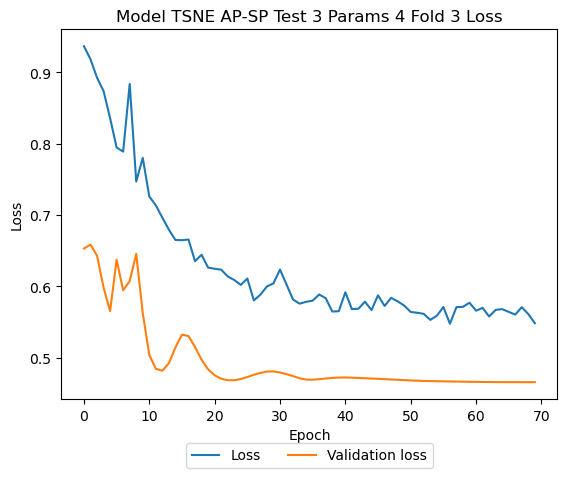 Model TSNE AP-SP Test 3 Params 4 Fold 3 Loss
Loss
0.9
0.8
0.7
0.6
0.5
0 10 20 30 40 50 60 70
Epoch
Loss Validation loss